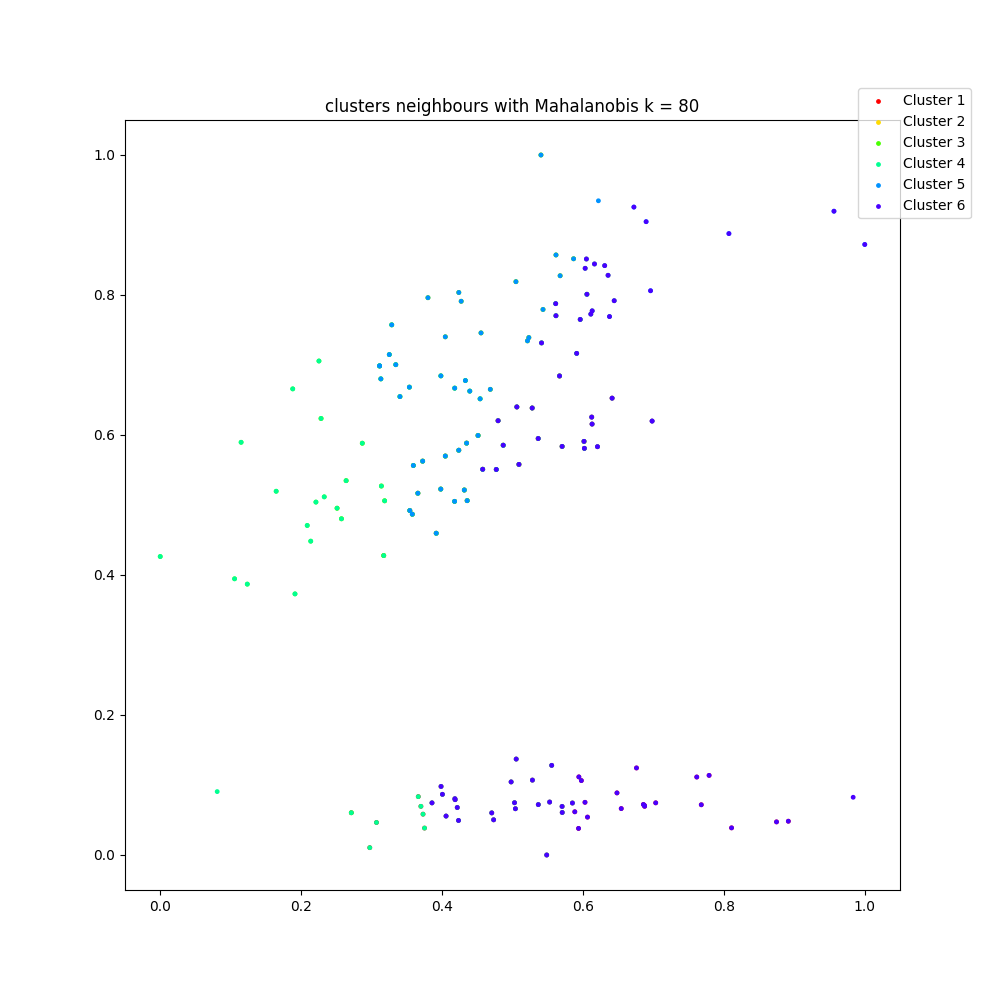 clusters neighbours with Mahalanobis k = 80
Cluster 1
Cluster 2
Cluster 3
Cluster 4
Cluster 5
Cluster 6
1.0
0.8
0.6
0.4
0.2
0.0
0.0 0.2 0.4 0.6 0.8 1.0